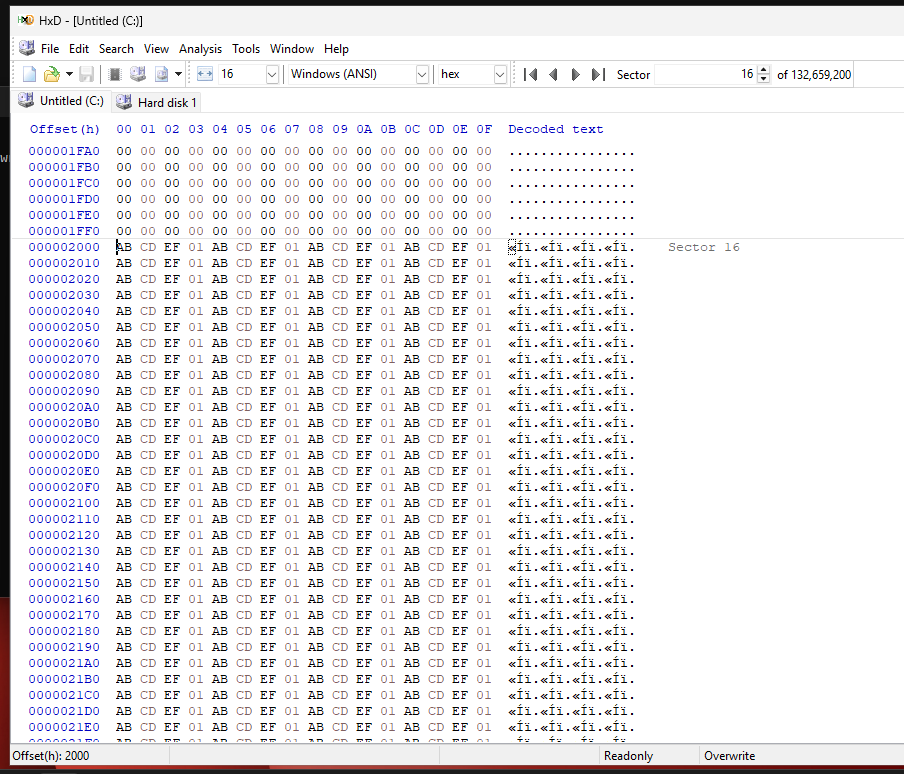 HxD - [Untitled (C:)]
File Edit Search View Analysis Tools Window Help
16 Windows (ANSI) hex Sector 16 of 132,659,200
Untitled (C:) Hard disk 1
Offset(h) 00 01 02 03 04 05 06 07 08 09 0A 0B 0C 0D 0E 0F Decoded text
000001FA0 00 00 00 00 00 00 00 00 00 00 00 00 00 00 00 00 ................
000001FB0 00 00 00 00 00 00 00 00 00 00 00 00 00 00 00 00 ................
000001FC0 00 00 00 00 00 00 00 00 00 00 00 00 00 00 00 00 ................
000001FD0 00 00 00 00 00 00 00 00 00 00 00 00 00 00 00 00 ................
000001FE0 00 00 00 00 00 00 00 00 00 00 00 00 00 00 00 00 ................
000001FF0 00 00 00 00 00 00 00 00 00 00 00 00 00 00 00 00 ................
000002000 AB CD EF 01 AB CD EF 01 AB CD EF 01 AB CD EF 01 «Íï.«Íï.«Íï.«Íï. Sector 16
000002010 AB CD EF 01 AB CD EF 01 AB CD EF 01 AB CD EF 01 «Íï.«Íï.«Íï.«Íï.
000002020 AB CD EF 01 AB CD EF 01 AB CD EF 01 AB CD EF 01 «Íï.«Íï.«Íï.«Íï.
000002030 AB CD EF 01 AB CD EF 01 AB CD EF 01 AB CD EF 01 «Íï.«Íï.«Íï.«Íï.
000002040 AB CD EF 01 AB CD EF 01 AB CD EF 01 AB CD EF 01 «Íï.«Íï.«Íï.«Íï.
000002050 AB CD EF 01 AB CD EF 01 AB CD EF 01 AB CD EF 01 «Íï.«Íï.«Íï.«Íï.
000002060 AB CD EF 01 AB CD EF 01 AB CD EF 01 AB CD EF 01 «Íï.«Íï.«Íï.«Íï.
000002070 AB CD EF 01 AB CD EF 01 AB CD EF 01 AB CD EF 01 «Íï.«Íï.«Íï.«Íï.
000002080 AB CD EF 01 AB CD EF 01 AB CD EF 01 AB CD EF 01 «Íï.«Íï.«Íï.«Íï.
000002090 AB CD EF 01 AB CD EF 01 AB CD EF 01 AB CD EF 01 «Íï.«Íï.«Íï.«Íï.
0000020A0 AB CD EF 01 AB CD EF 01 AB CD EF 01 AB CD EF 01 «Íï.«Íï.«Íï.«Íï.
0000020B0 AB CD EF 01 AB CD EF 01 AB CD EF 01 AB CD EF 01 «Íï.«Íï.«Íï.«Íï.
0000020C0 AB CD EF 01 AB CD EF 01 AB CD EF 01 AB CD EF 01 «Íï.«Íï.«Íï.«Íï.
0000020D0 AB CD EF 01 AB CD EF 01 AB CD EF 01 AB CD EF 01 «Íï.«Íï.«Íï.«Íï.
0000020E0 AB CD EF 01 AB CD EF 01 AB CD EF 01 AB CD EF 01 «Íï.«Íï.«Íï.«Íï.
0000020F0 AB CD EF 01 AB CD EF 01 AB CD EF 01 AB CD EF 01 «Íï.«Íï.«Íï.«Íï.
000002100 AB CD EF 01 AB CD EF 01 AB CD EF 01 AB CD EF 01 «Íï.«Íï.«Íï.«Íï.
000002110 AB CD EF 01 AB CD EF 01 AB CD EF 01 AB CD EF 01 «Íï.«Íï.«Íï.«Íï.
000002120 AB CD EF 01 AB CD EF 01 AB CD EF 01 AB CD EF 01 «Íï.«Íï.«Íï.«Íï.
000002130 AB CD EF 01 AB CD EF 01 AB CD EF 01 AB CD EF 01 «Íï.«Íï.«Íï.«Íï.
000002140 AB CD EF 01 AB CD EF 01 AB CD EF 01 AB CD EF 01 «Íï.«Íï.«Íï.«Íï.
000002150 AB CD EF 01 AB CD EF 01 AB CD EF 01 AB CD EF 01 «Íï.«Íï.«Íï.«Íï.
000002160 AB CD EF 01 AB CD EF 01 AB CD EF 01 AB CD EF 01 «Íï.«Íï.«Íï.«Íï.
000002170 AB CD EF 01 AB CD EF 01 AB CD EF 01 AB CD EF 01 «Íï.«Íï.«Íï.«Íï.
000002180 AB CD EF 01 AB CD EF 01 AB CD EF 01 AB CD EF 01 «Íï.«Íï.«Íï.«Íï.
000002190 AB CD EF 01 AB CD EF 01 AB CD EF 01 AB CD EF 01 «Íï.«Íï.«Íï.«Íï.
0000021A0 AB CD EF 01 AB CD EF 01 AB CD EF 01 AB CD EF 01 «Íï.«Íï.«Íï.«Íï.
0000021B0 AB CD EF 01 AB CD EF 01 AB CD EF 01 AB CD EF 01 «Íï.«Íï.«Íï.«Íï.
0000021C0 AB CD EF 01 AB CD EF 01 AB CD EF 01 AB CD EF 01 «Íï.«Íï.«Íï.«Íï.
0000021D0 AB CD EF 01 AB CD EF 01 AB CD EF 01 AB CD EF 01 «Íï.«Íï.«Íï.«Íï.
0000021E0 AB CD EF 01 AB CD EF 01 AB CD EF 01 AB CD EF 01 «Íï.«Íï.«Íï.«Íï.
Offset(h): 2000 Readonly Overwrite